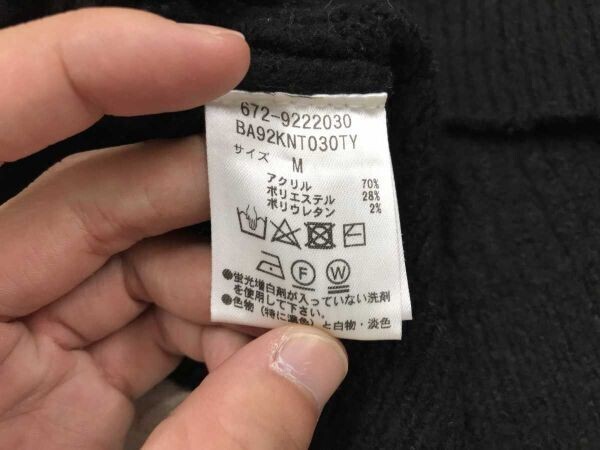 672-9222030
BA92KNT030TY
サイズ M
アクリル 70%
ポリエステル 28%
ポリウレタン 2%
F W
●蛍光増白剤が入っていない洗剤
を使用して下さい。
●色物(特に濃色)と白物・淡色